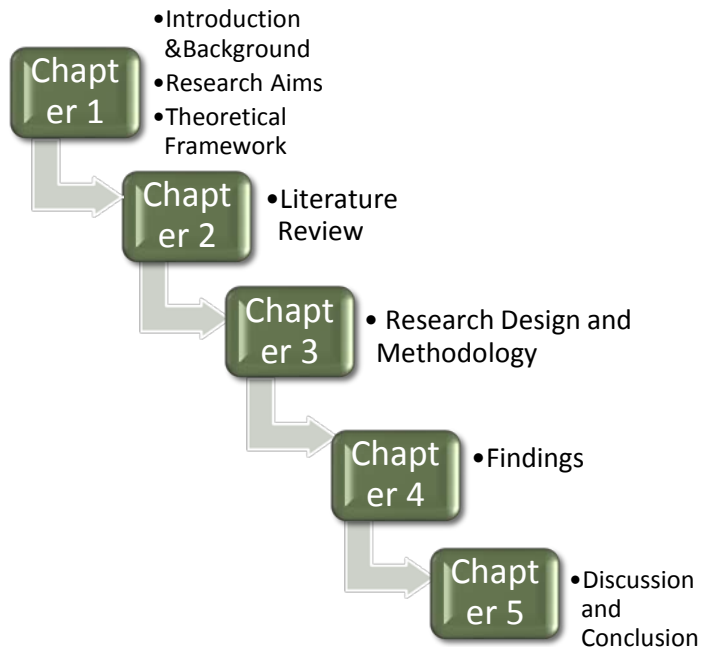 Chapt
er 1
•Introduction
&Background
•Research Aims
•Theoretical
Framework
Chapt
er 2
•Literature
Review
Chapt
er 3
• Research Design and
Methodology
Chapt
er 4
•Findings
Chapt
er 5
•Discussion
and
Conclusion